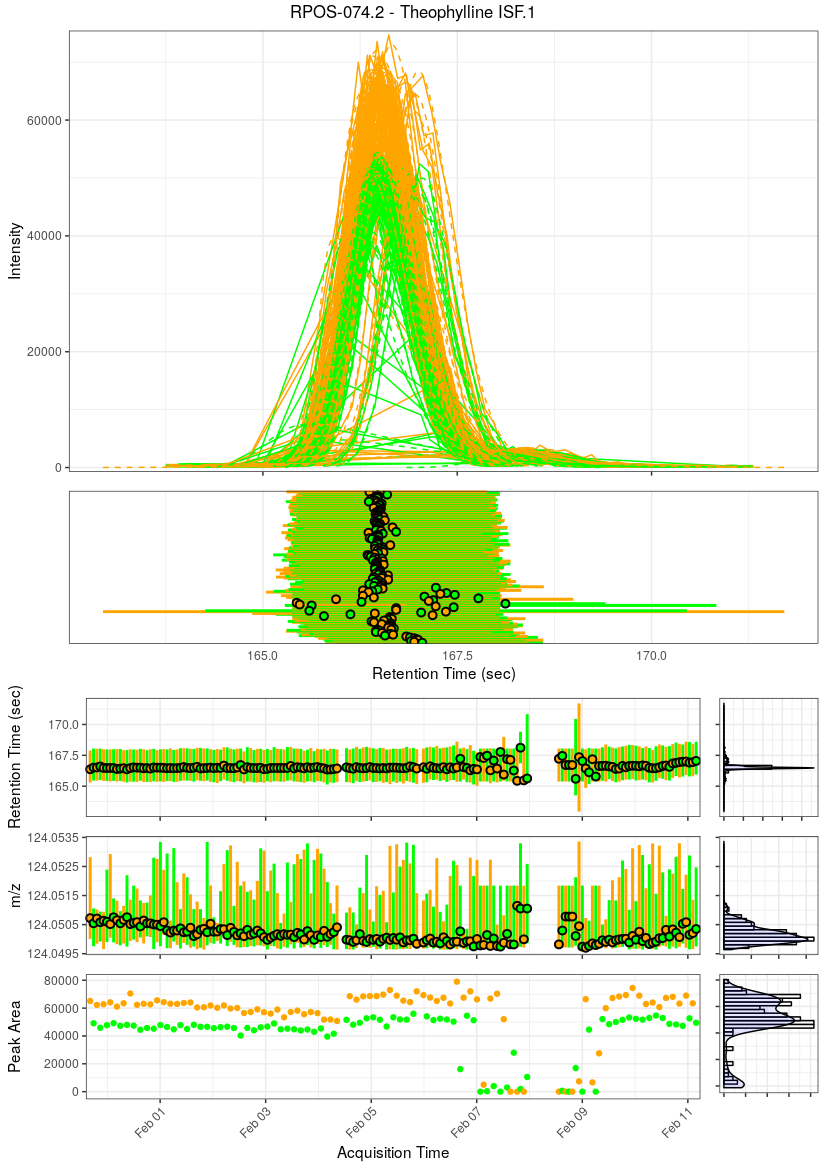 RPOS-074.2 - Theophylline ISF.1
Intensity
60000
40000
20000
0
165.0
167.5
170.0
Retention Time (sec)
Retention Time (sec)
170.0
167.5
165.0
m/z
124.0535
124.0525
124.0515
124.0505
124.0495
Peak Area
80000
60000
40000
20000
0
Feb 01
Feb 03
Feb 05
Feb 07
Feb 09
Feb 11
Acquisition Time